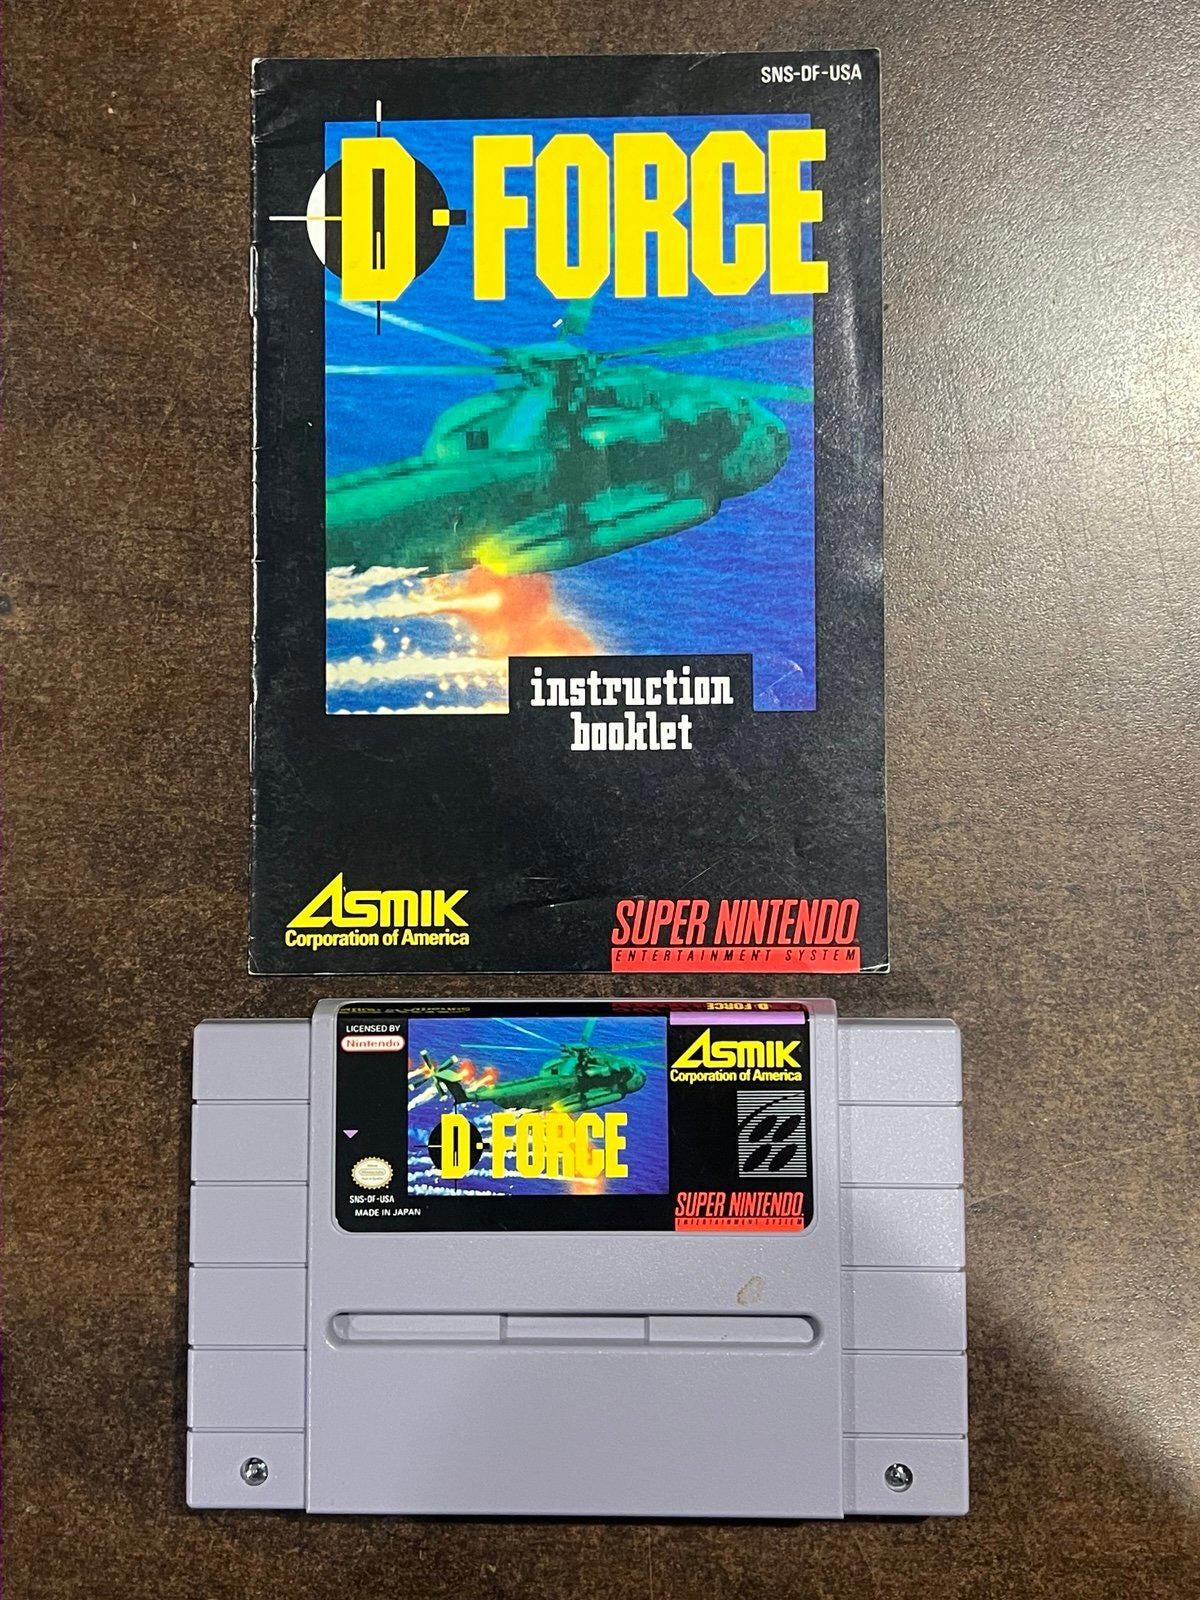 SNS-DF-USA
D·FORCE
instruction
booklet
ASMIK
Corporation of America
SUPER NINTENDO
ENTERTAINMENT SYSTEM
D·FORCE
LICENSED BY
Nintendo
ASMIK
Corporation of America
D·FORCE
SNS-DF-USA
MADE IN JAPAN
SUPER NINTENDO
ENTERTAINMENT SYSTEM